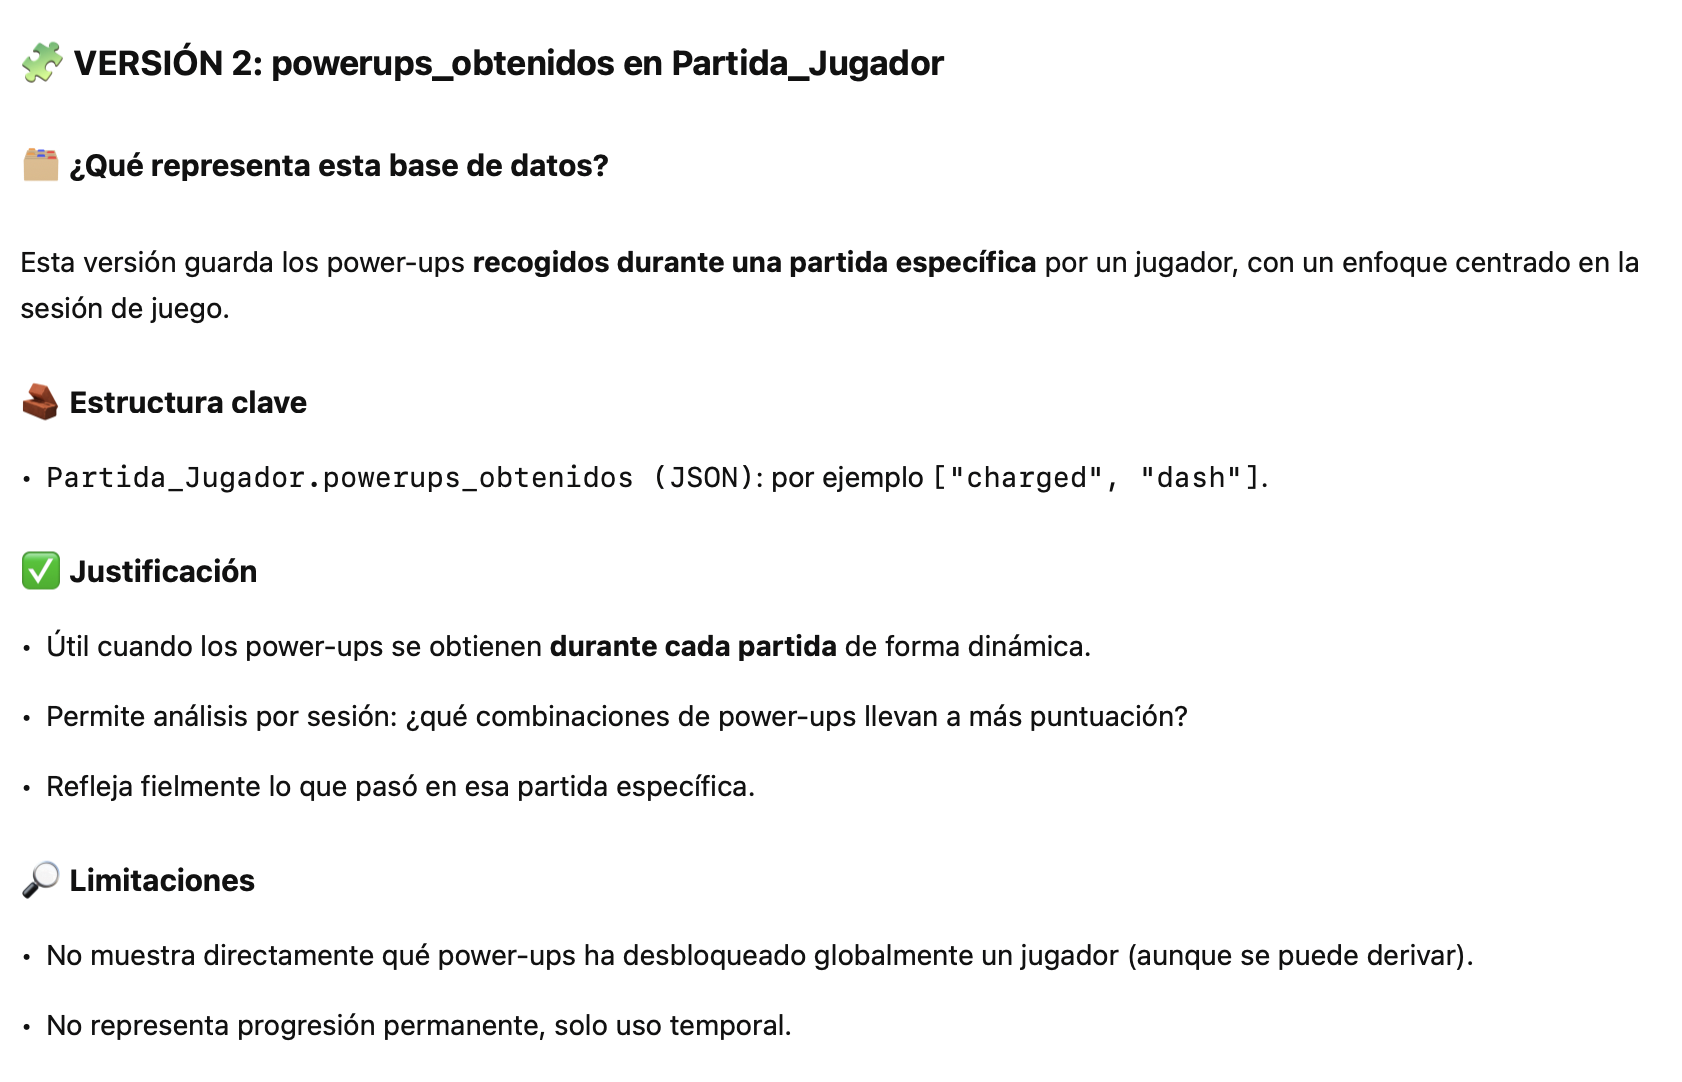 🧩 VERSIÓN 2: powerups_obtenidos en Partida_Jugador
🗂️ ¿Qué representa esta base de datos?
Esta versión guarda los power-ups recogidos durante una partida específica por un jugador, con un enfoque centrado en la
sesión de juego.
🧱 Estructura clave
• Partida_Jugador.powerups_obtenidos (JSON): por ejemplo ["charged", "dash"].
✅ Justificación
• Útil cuando los power-ups se obtienen durante cada partida de forma dinámica.
• Permite análisis por sesión: ¿qué combinaciones de power-ups llevan a más puntuación?
• Refleja fielmente lo que pasó en esa partida específica.
🔎 Limitaciones
• No muestra directamente qué power-ups ha desbloqueado globalmente un jugador (aunque se puede derivar).
• No representa progresión permanente, solo uso temporal.